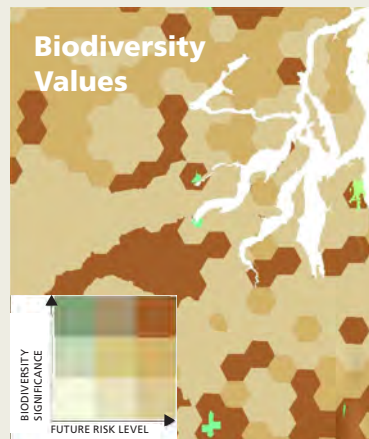 Biodiversity
Values
BIODIVERSITY
SIGNIFICANCE
FUTURE RISK LEVEL